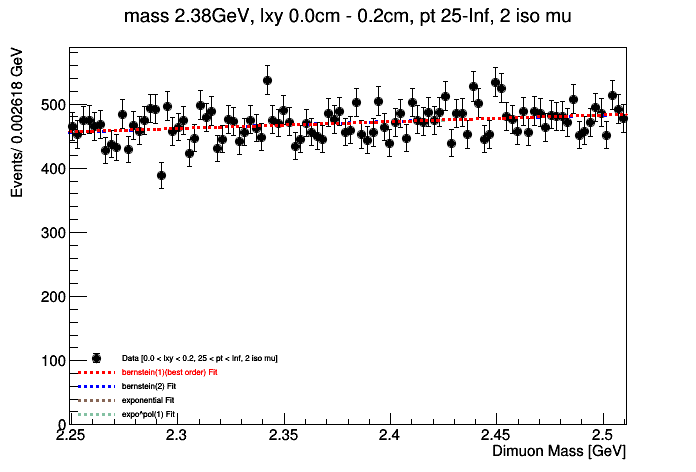 mass 2.38GeV, lxy 0.0cm - 0.2cm, pt 25-Inf, 2 iso mu
Events/ 0.002618 GeV
500
400
300
200
100
0
Data [0.0 < lxy < 0.2, 25 < pt < Inf, 2 iso mu]
bernstein(1)(best order) Fit
bernstein(2) Fit
exponential Fit
expo*pol(1) Fit
2.25 2.3 2.35 2.4 2.45 2.5
Dimuon Mass [GeV]